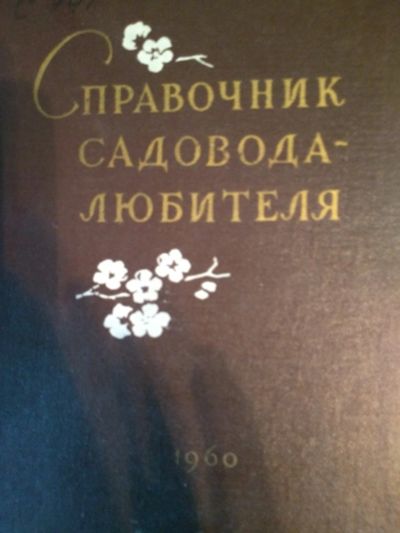 Справочник
садовода-
любителя
1960